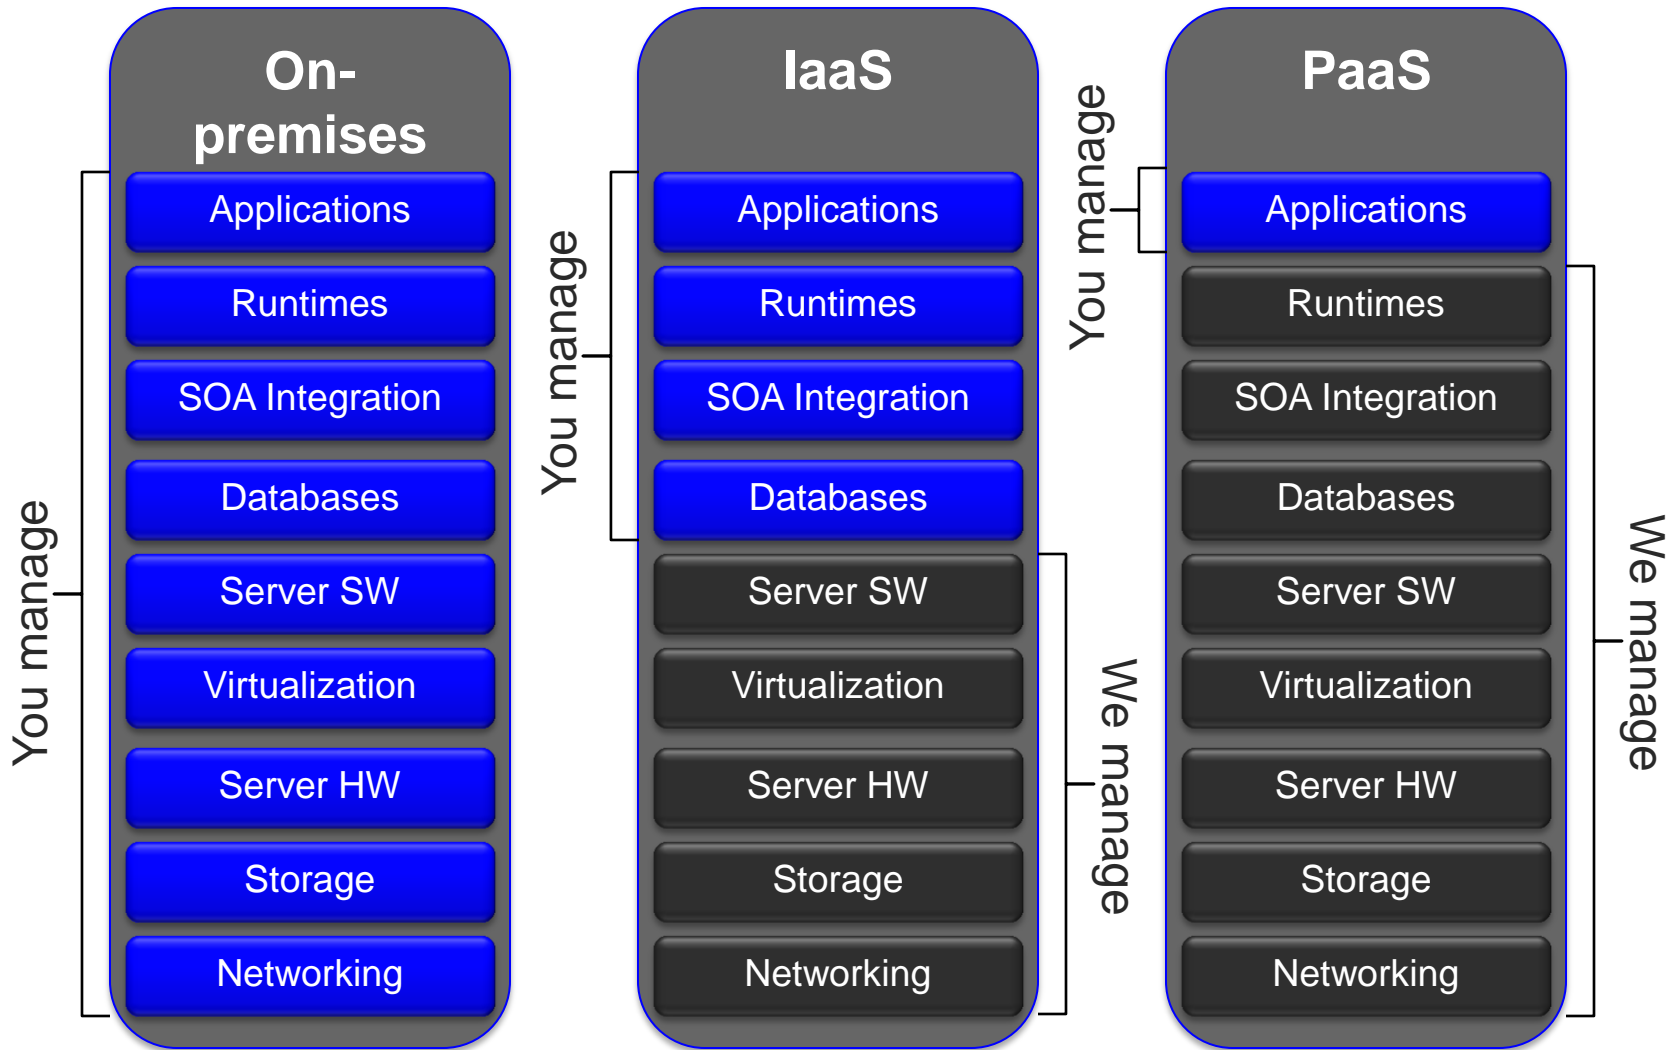 On-
premises
Applications
Runtimes
SOA Integration
Databases
Server SW
Virtualization
Server HW
Storage
Networking
You manage
IaaS
Applications
Runtimes
SOA Integration
Databases
Server SW
Virtualization
Server HW
Storage
Networking
You manage
We manage
PaaS
Applications
Runtimes
SOA Integration
Databases
Server SW
Virtualization
Server HW
Storage
Networking
You manage
We manage